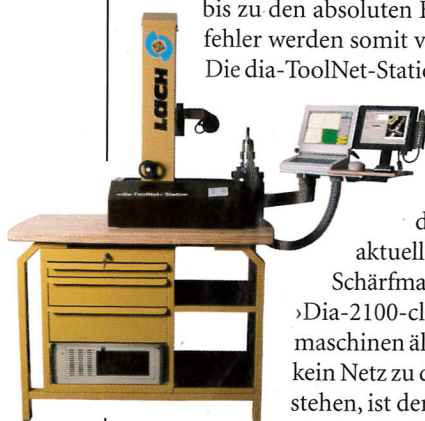 bis zu den absoluten E
fehler werden somit v
Die dia-ToolNet-Statio
LACH
»dia-ToolNet« Station
d
aktuell
Schärfma
›Dia-2100-cl
maschinen äl
kein Netz zu d
stehen, ist der